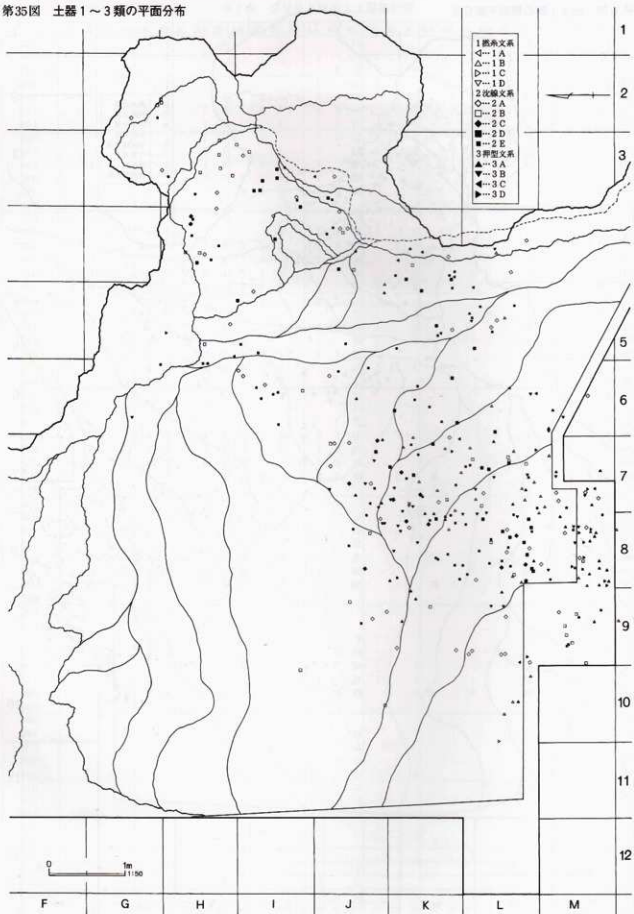 第35図 土器1～3類の平面分布
1
1撚糸文系
◁…1A
△…1B
▷…1C
▽…1D
2沈線文系
◇…2A
□…2B
◆…2C
■…2D
■…2E
3押型文系
▲…3A
▼…3B
◀…3C
▶…3D
2
3
5
6
7
8
9
10
11
12
0 1m
1:150
F G H I J K L M